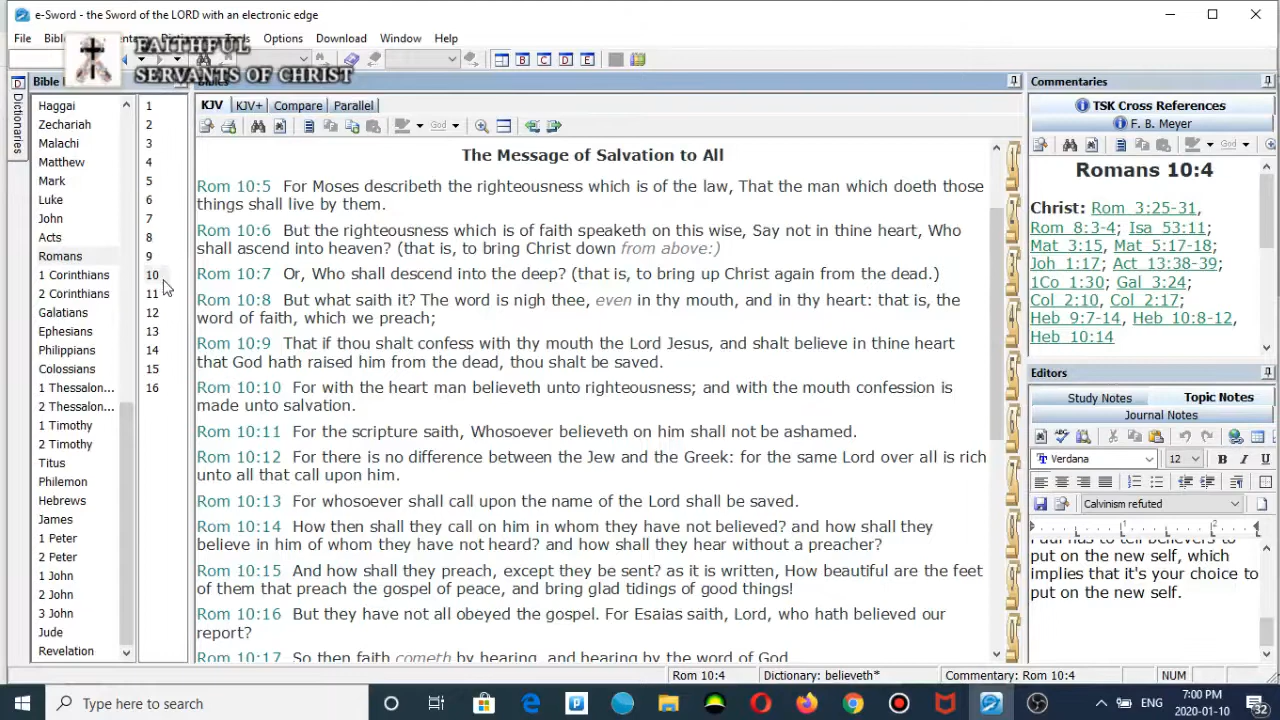 e-Sword - the Sword of the LORD with an electronic edge
File Options Download Window Help
FAITHFUL
SERVANTS OF CHRIST
Dictionaries
Haggai
Zechariah
Malachi
Matthew
Mark
Luke
John
Acts
Romans
1 Corinthians
2 Corinthians
Galatians
Ephesians
Philippians
Colossians
1 Thessalon...
2 Thessalon...
1 Timothy
2 Timothy
Titus
Philemon
Hebrews
James
1 Peter
2 Peter
1 John
2 John
3 John
Jude
Revelation
1
2
3
4
5
6
7
8
9
10
11
12
13
14
15
16
KJV KJV+ Compare Parallel
The Message of Salvation to All
Rom 10:5 For Moses describeth the righteousness which is of the law, That the man which doeth those
things shall live by them.
Rom 10:6 But the righteousness which is of faith speaketh on this wise, Say not in thine heart, Who
shall ascend into heaven? (that is, to bring Christ down from above:)
Rom 10:7 Or, Who shall descend into the deep? (that is, to bring up Christ again from the dead.)
Rom 10:8 But what saith it? The word is nigh thee, even in thy mouth, and in thy heart: that is, the
word of faith, which we preach;
Rom 10:9 That if thou shalt confess with thy mouth the Lord Jesus, and shalt believe in thine heart
that God hath raised him from the dead, thou shalt be saved.
Rom 10:10 For with the heart man believeth unto righteousness; and with the mouth confession is
made unto salvation.
Rom 10:11 For the scripture saith, Whosoever believeth on him shall not be ashamed.
Rom 10:12 For there is no difference between the Jew and the Greek: for the same Lord over all is rich
unto all that call upon him.
Rom 10:13 For whosoever shall call upon the name of the Lord shall be saved.
Rom 10:14 How then shall they call on him in whom they have not believed? and how shall they
believe in him of whom they have not heard? and how shall they hear without a preacher?
Rom 10:15 And how shall they preach, except they be sent? as it is written, How beautiful are the feet
of them that preach the gospel of peace, and bring glad tidings of good things!
Rom 10:16 But they have not all obeyed the gospel. For Esaias saith, Lord, who hath believed our
report?
Rom 10:17 So then faith cometh by hearing, and hearing by the word of God.
Commentaries
TSK Cross References
F. B. Meyer
Romans 10:4
Christ: Rom 3:25-31,
Rom 8:3-4; Isa 53:11;
Mat 3:15, Mat 5:17-18;
Joh 1:17; Act 13:38-39;
1Co 1:30; Gal 3:24;
Col 2:10, Col 2:17;
Heb 9:7-14, Heb 10:8-12,
Heb 10:14
Editors
Study Notes Topic Notes
Journal Notes
Verdana 12 B I U
Calvinism refuted
Paul has to tell believers to
put on the new self, which
implies that it's your choice to
put on the new self.
Rom 10:4 Dictionary: believeth* Commentary: Rom 10:4 NUM
Type here to search
ENG
7:00 PM
2020-01-10
32